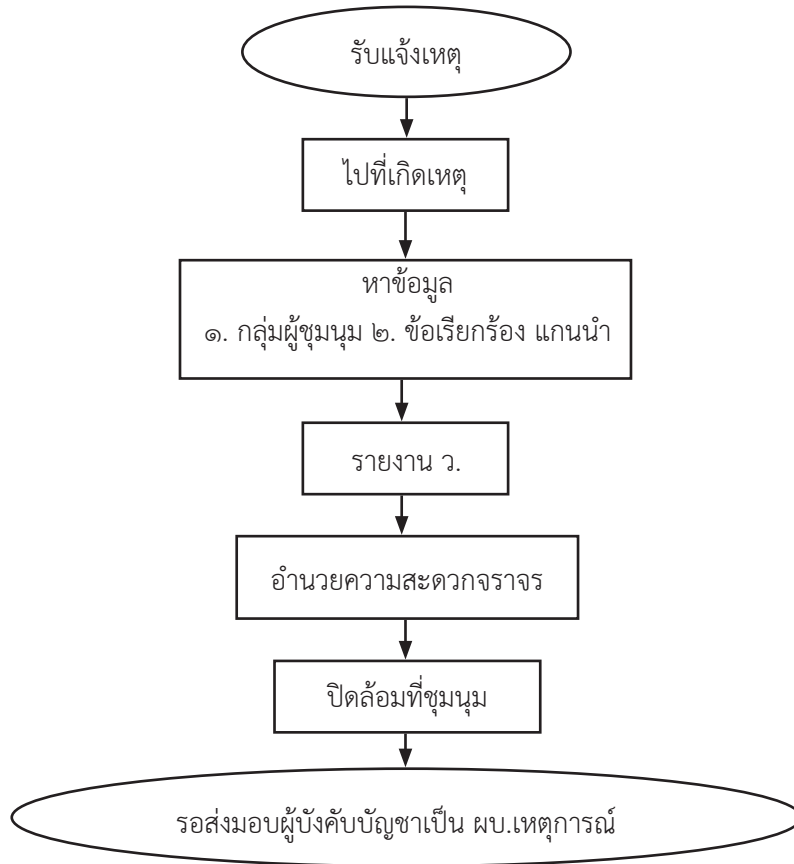 รับแจ้งเหตุ
ไปที่เกิดเหตุ
หาข้อมูล
๑. กลุ่มผู้ชุมนุม ๒. ข้อเรียกร้อง แกนนำ
รายงาน ว.
อำนวยความสะดวกจราจร
ปิดล้อมที่ชุมนุม
รอส่งมอบผู้บังคับบัญชาเป็น ผบ.เหตุการณ์